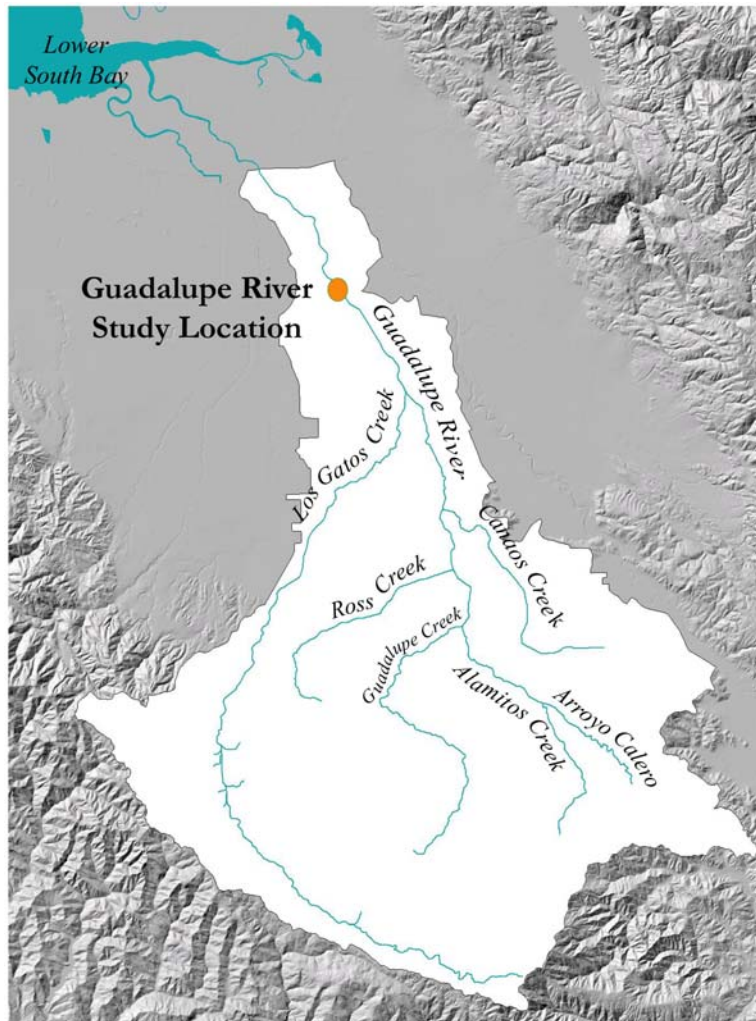 Lower
South Bay
Guadalupe River
Study Location
Guadalupe River
Los Gatos Creek
Canaos Creek
Ross Creek
Guadalupe Creek
Alamitos Creek
Arroyo Calero